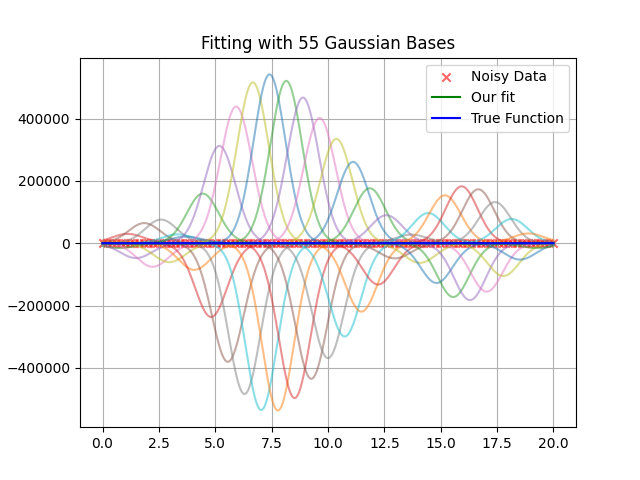 Fitting with 55 Gaussian Bases
Noisy Data
Our fit
True Function
400000
200000
0
−200000
−400000
0.0 2.5 5.0 7.5 10.0 12.5 15.0 17.5 20.0